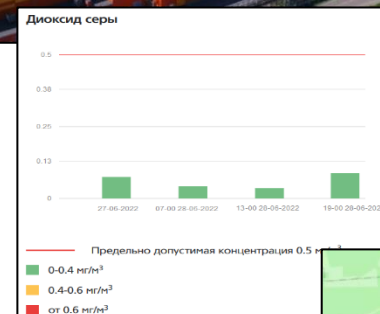 Диоксид серы
0.5
0.38
0.25
0.13
0
27-06-2022 07-00 28-06-2022 13-00 28-06-2022 19-00 28-06-202
Предельно допустимая концентрация 0.5
0-0.4 мг/м³
0.4-0.6 мг/м³
от 0.6 мг/м³